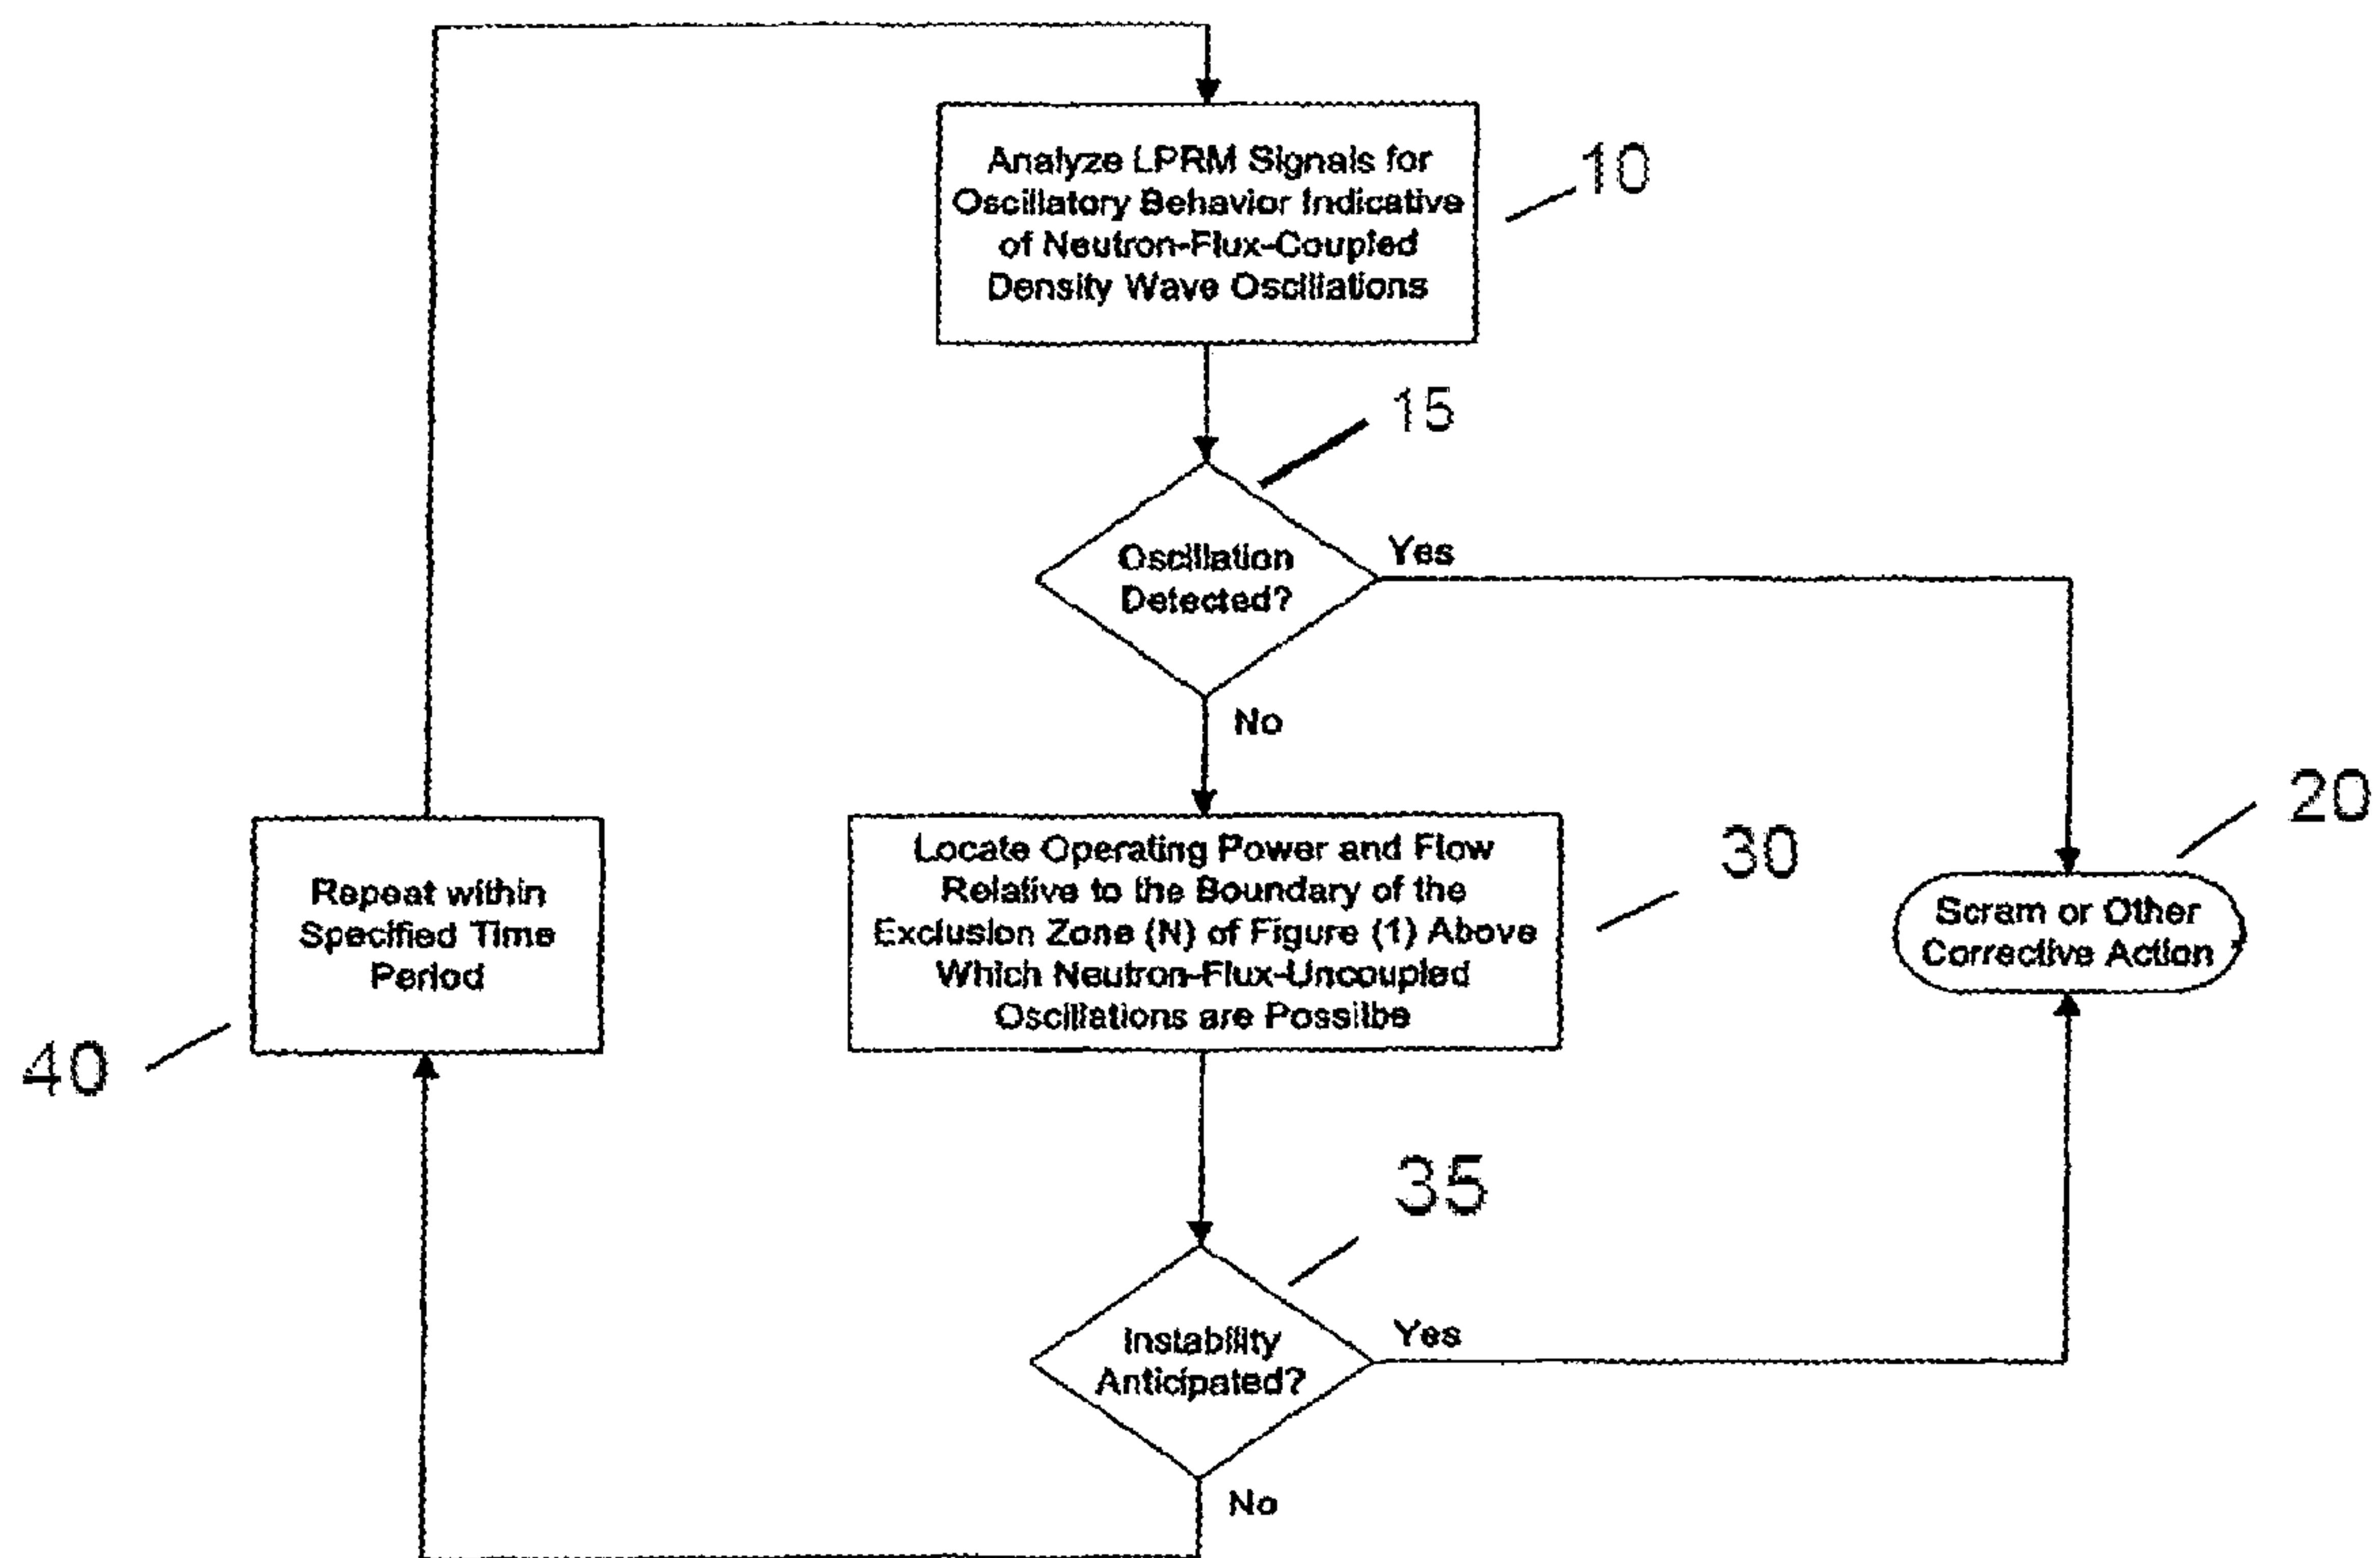 Analyze LPRM Signals for
Oscillatory Behavior Indicative
of Neutron-Flux-Coupled
Density Wave Oscillations
10
15
Oscillation
Detected?
Yes
No
Locate Operating Power and Flow
Relative to the Boundary of the
Exclusion Zone (N) of Figure (1) Above
Which Neutron-Flux-Uncoupled
Oscillations are Possilbe
30
20
Scram or Other
Corrective Action
Repeat within
Specified Time
Period
40
35
Instability
Anticipated?
Yes
No